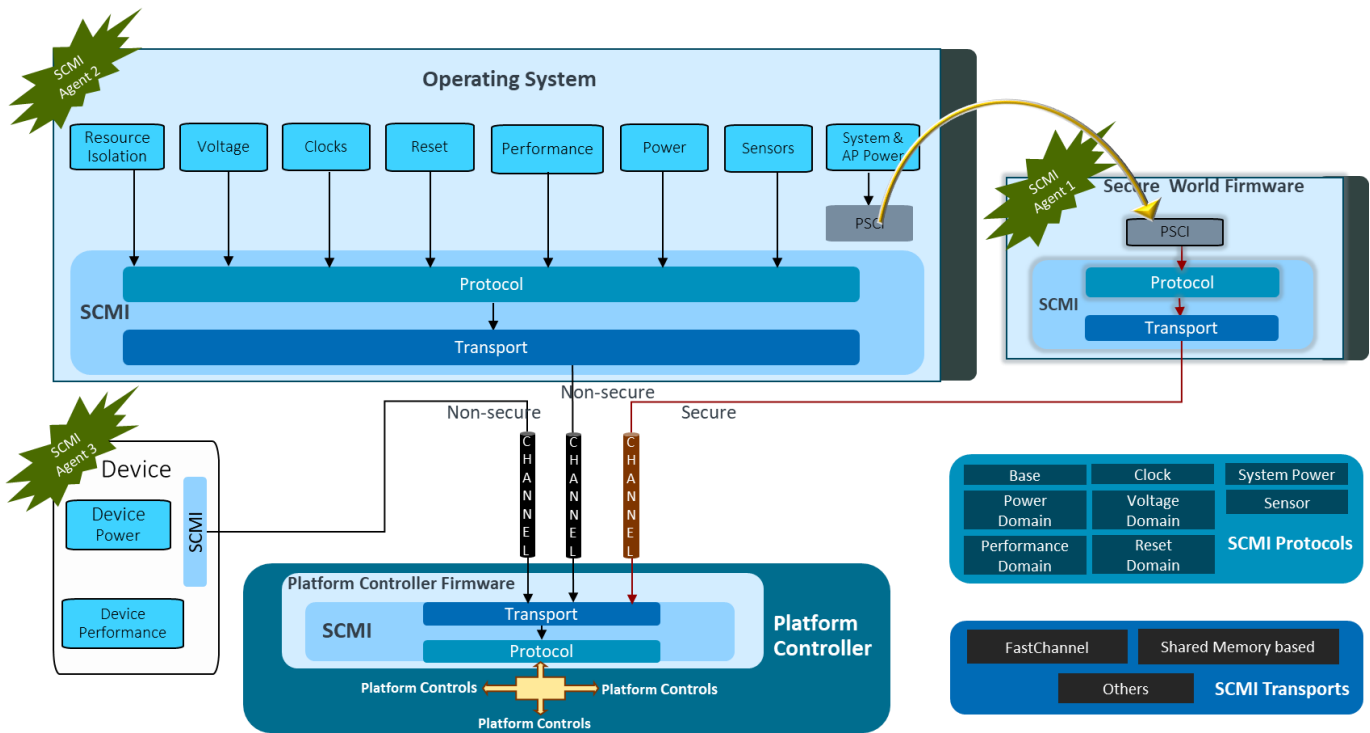 SCMI
Agent 2
Operating System
Resource
Isolation
Voltage
Clocks
Reset
Performance
Power
Sensors
System &
AP Power
PSCI
SCMI
Protocol
Transport
SCMI
Agent 1
Secure World Firmware
PSCI
SCMI
Protocol
Transport
Non-secure
Non-secure
Secure
SCMI
Agent 3
Device
Device
Power
Device
Performance
SCMI
CHANNEL
CHANNEL
CHANNEL
Platform Controller Firmware
SCMI
Transport
Protocol
Platform
Controller
Platform Controls
Platform Controls
Platform Controls
Base
Clock
System Power
Power
Domain
Voltage
Domain
Sensor
Performance
Domain
Reset
Domain
SCMI Protocols
FastChannel
Shared Memory based
Others
SCMI Transports